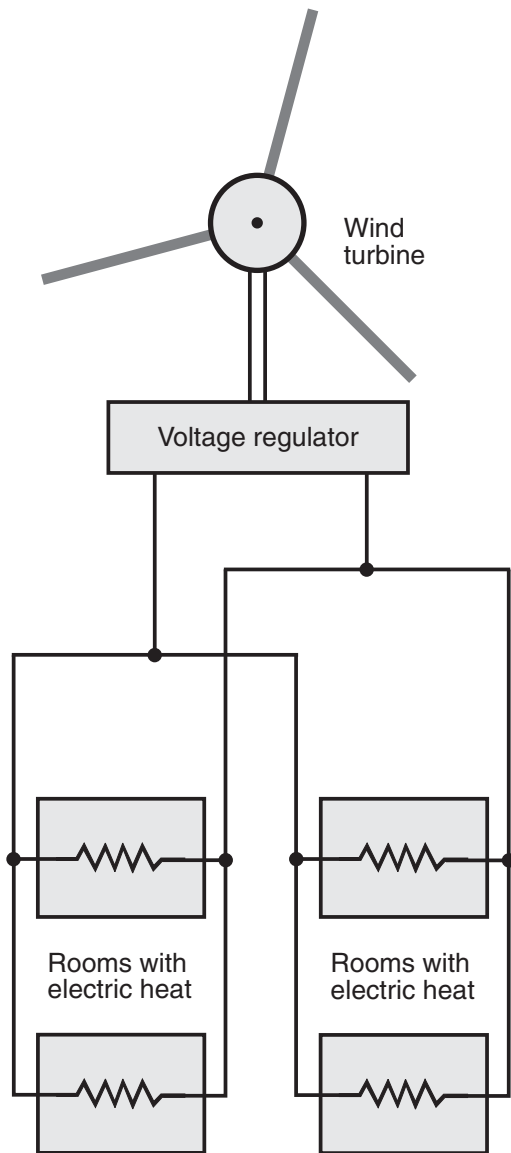 Wind
turbine
Voltage regulator
Rooms with
electric heat
Rooms with
electric heat